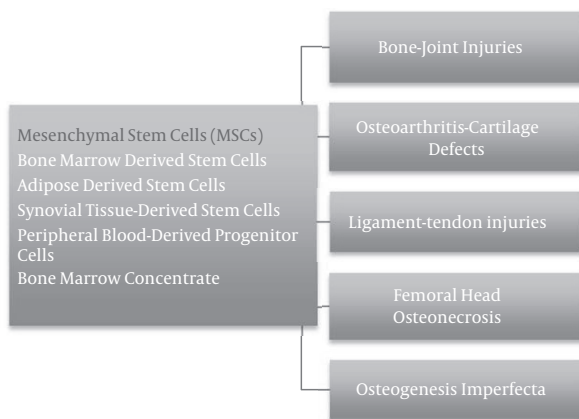 Mesenchymal Stem Cells (MSCs)
Bone Marrow Derived Stem Cells
Adipose Derived Stem Cells
Synovial Tissue-Derived Stem Cells
Peripheral Blood-Derived Progenitor
Cells
Bone Marrow Concentrate
Bone-Joint Injuries
Osteoarthritis-Cartilage
Defects
Ligament-tendon injuries
Femoral Head
Osteonecrosis
Osteogenesis Imperfecta